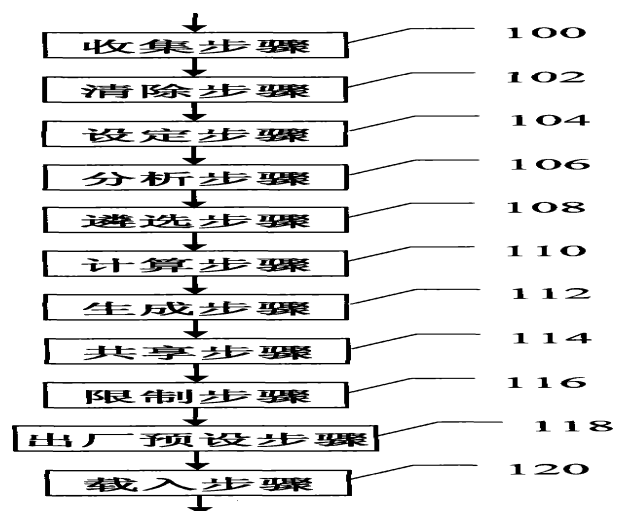 收集步骤 100
清除步骤 102
设定步骤 104
分析步骤 106
遴选步骤 108
计算步骤 110
生成步骤 112
共享步骤 114
限制步骤 116
出厂预设步骤 118
载入步骤 120